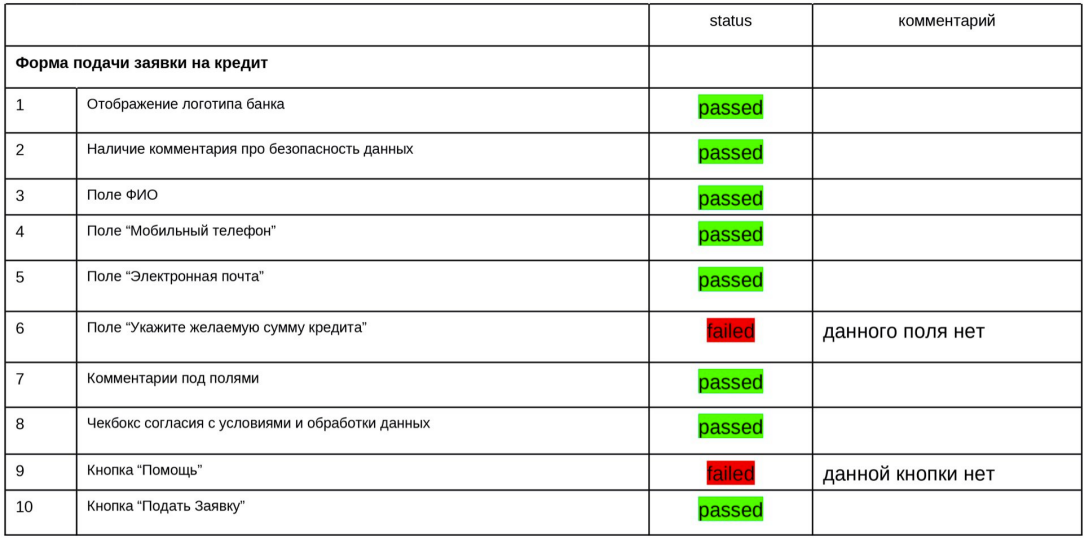 status комментарий
Форма подачи заявки на кредит
1 Отображение логотипа банка passed
2 Наличие комментария про безопасность данных passed
3 Поле ФИО passed
4 Поле “Мобильный телефон” passed
5 Поле “Электронная почта” passed
6 Поле “Укажите желаемую сумму кредита” failed данного поля нет
7 Комментарии под полями passed
8 Чекбокс согласия с условиями и обработки данных passed
9 Кнопка “Помощь” failed данной кнопки нет
10 Кнопка “Подать Заявку” passed